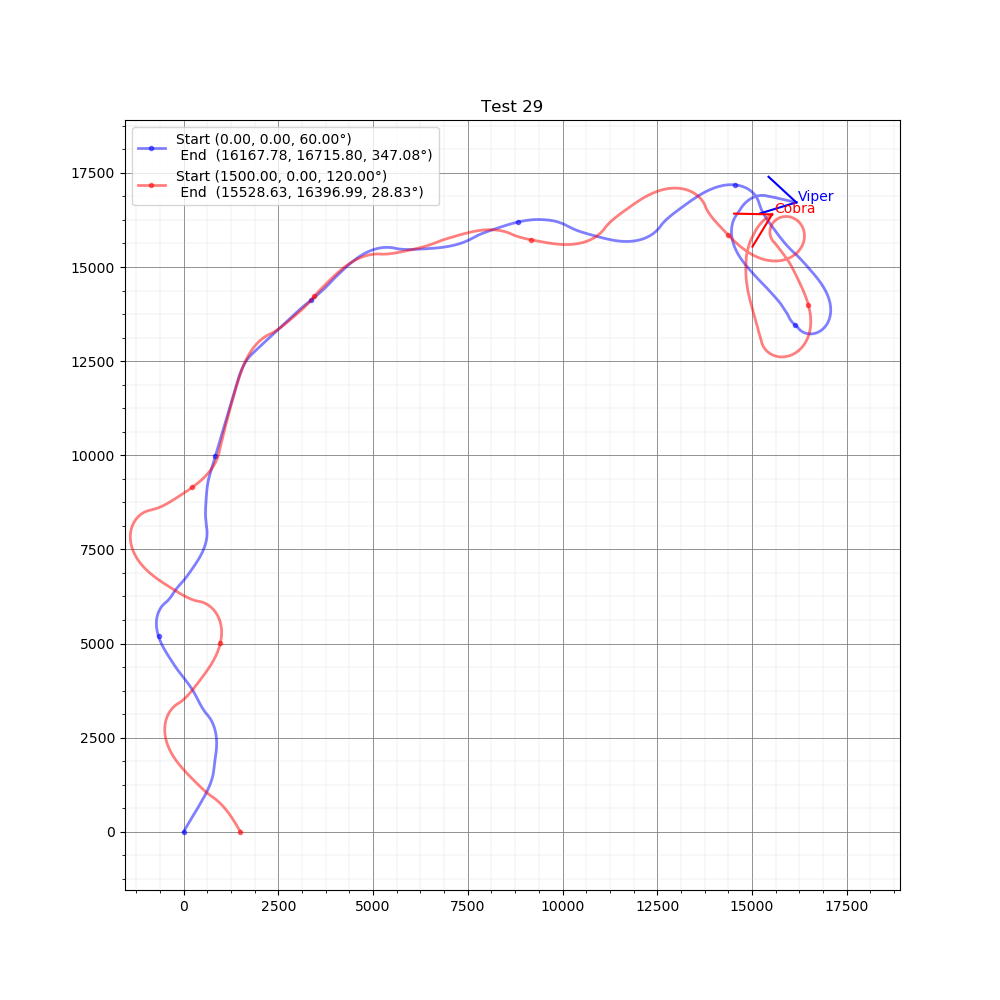 Test 29
Start (0.00, 0.00, 60.00°)
End (16167.78, 16715.80, 347.08°)
Start (1500.00, 0.00, 120.00°)
End (15528.63, 16396.99, 28.83°)
Viper
Cobra
17500
15000
12500
10000
7500
5000
2500
0
0 2500 5000 7500 10000 12500 15000 17500